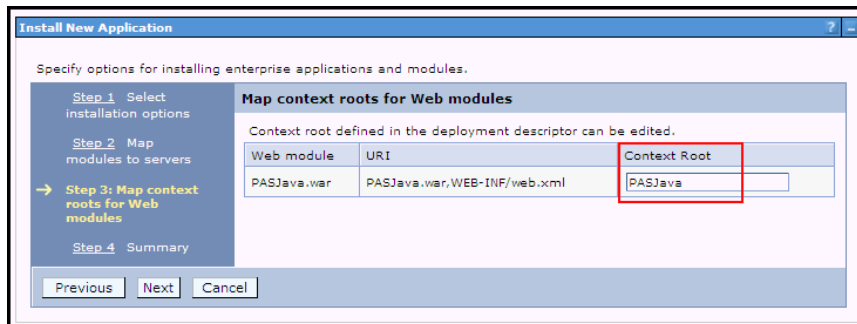 Install New Application
? –
Specify options for installing enterprise applications and modules.
Step 1 Select
installation options
Step 2 Map
modules to servers
→ Step 3: Map context
roots for Web
modules
Step 4 Summary
Map context roots for Web modules
Context root defined in the deployment descriptor can be edited.
Web module URI Context Root
PASJava.war PASJava.war,WEB-INF/web.xml PASJava
Previous Next Cancel